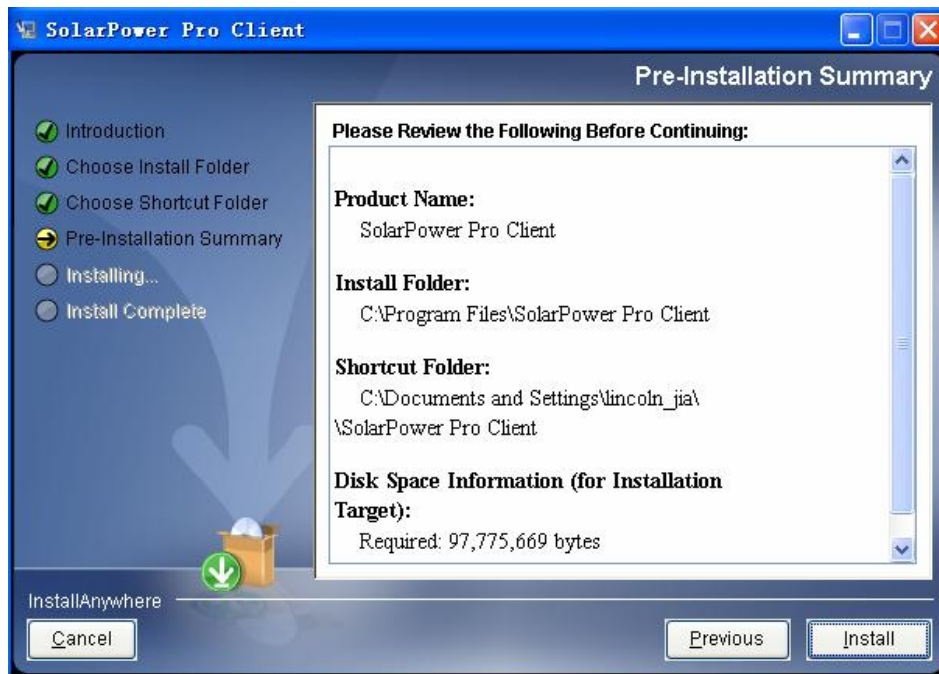 SolarPower Pro Client
Pre-Installation Summary
Introduction
Choose Install Folder
Choose Shortcut Folder
Pre-Installation Summary
Installing...
Install Complete
Please Review the Following Before Continuing:
Product Name:
SolarPower Pro Client
Install Folder:
C:\Program Files\SolarPower Pro Client
Shortcut Folder:
C:\Documents and Settings\lincoln_jia\
\SolarPower Pro Client
Disk Space Information (for Installation
Target):
Required: 97,775,669 bytes
InstallAnywhere
Cancel
Previous
Install